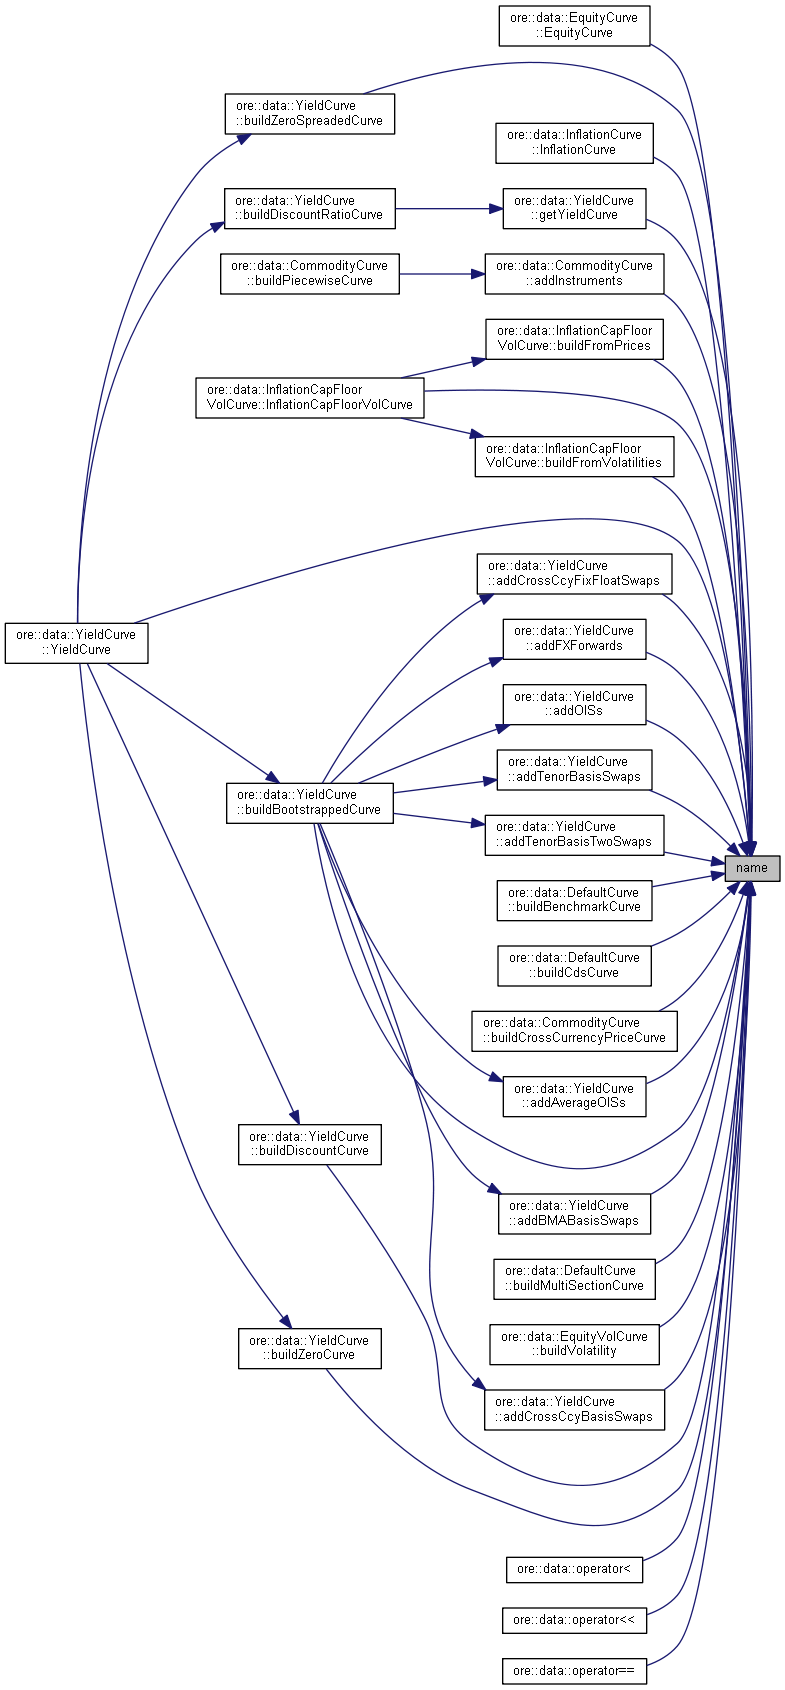 ore::data::EquityCurve
::EquityCurve
ore::data::YieldCurve
::buildZeroSpreadedCurve
ore::data::InflationCurve
::InflationCurve
ore::data::YieldCurve
::buildDiscountRatioCurve
ore::data::YieldCurve
::getYieldCurve
ore::data::CommodityCurve
::buildPiecewiseCurve
ore::data::CommodityCurve
::addInstruments
ore::data::InflationCapFloor
VolCurve::buildFromPrices
ore::data::InflationCapFloor
VolCurve::InflationCapFloorVolCurve
ore::data::InflationCapFloor
VolCurve::buildFromVolatilities
ore::data::YieldCurve
::addCrossCcyFixFloatSwaps
ore::data::YieldCurve
::YieldCurve
ore::data::YieldCurve
::addFXForwards
ore::data::YieldCurve
::addOISs
ore::data::YieldCurve
::addTenorBasisSwaps
ore::data::YieldCurve
::buildBootstrappedCurve
ore::data::YieldCurve
::addTenorBasisTwoSwaps
name
ore::data::DefaultCurve
::buildBenchmarkCurve
ore::data::DefaultCurve
::buildCdsCurve
ore::data::CommodityCurve
::buildCrossCurrencyPriceCurve
ore::data::YieldCurve
::addAverageOISs
ore::data::YieldCurve
::buildDiscountCurve
ore::data::YieldCurve
::addBMABasisSwaps
ore::data::DefaultCurve
::buildMultiSectionCurve
ore::data::EquityVolCurve
::buildVolatility
ore::data::YieldCurve
::buildZeroCurve
ore::data::YieldCurve
::addCrossCcyBasisSwaps
ore::data::operator<
ore::data::operator<<
ore::data::operator==